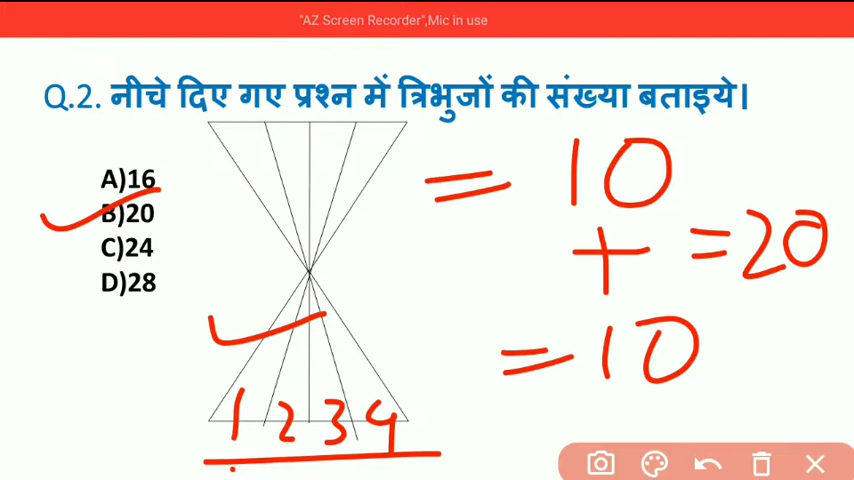 "AZ Screen Recorder",Mic in use
Q.2. नीचे दिए गए प्रश्न में त्रिभुजों की संख्या बताइये।
A)16
B)20
C)24
D)28
= 10
+ = 20
= 10
1 2 3 4